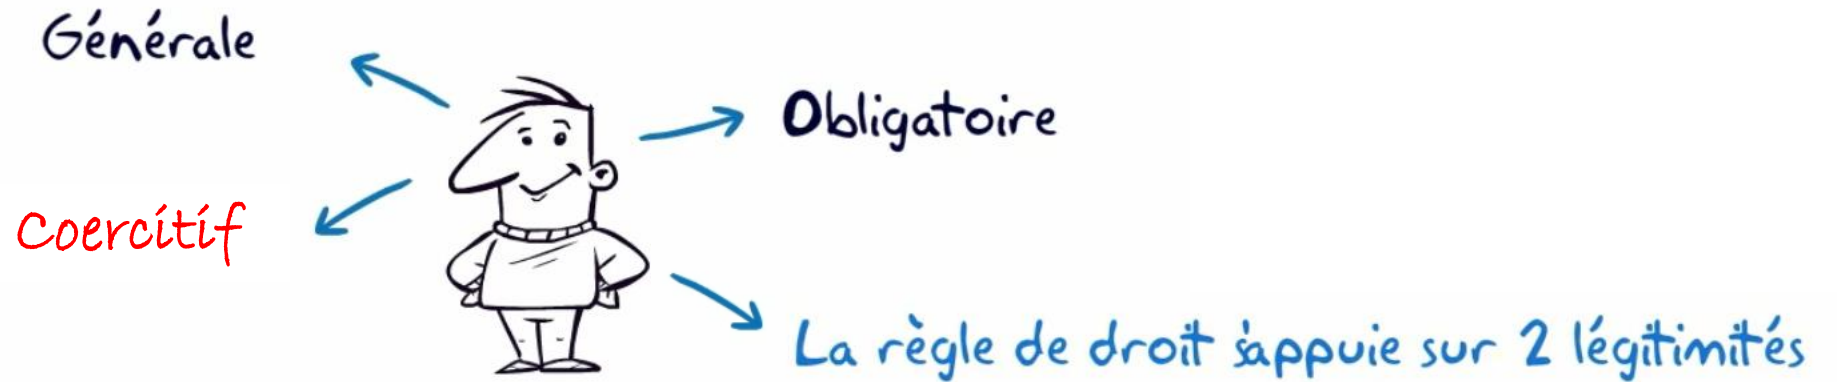 Générale
Obligatoire
Coercitif
La règle de droit s'appuie sur 2 légitimités